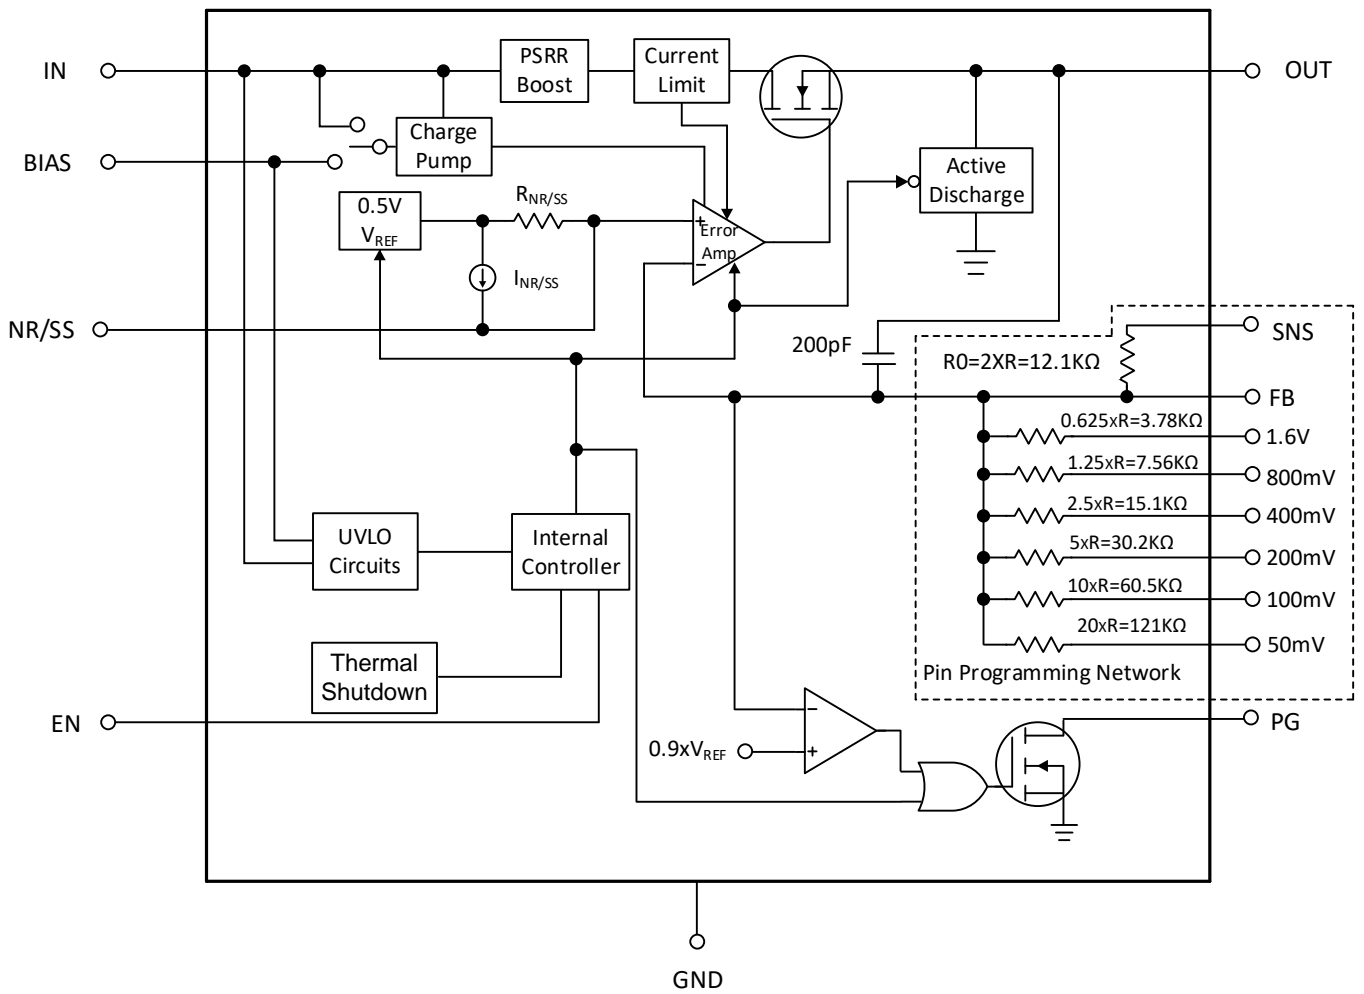 IN
PSRR
Boost
Current
Limit
OUT
Charge
Pump
BIAS
Active
Discharge
0.5V
VREF
RNR/SS
+
Error
Amp
−
INR/SS
NR/SS
200pF
R0=2XR=12.1KΩ
SNS
FB
0.625xR=3.78KΩ
1.6V
1.25xR=7.56KΩ
800mV
2.5xR=15.1KΩ
400mV
5xR=30.2KΩ
200mV
10xR=60.5KΩ
100mV
20xR=121KΩ
50mV
Pin Programming Network
UVLO
Circuits
Internal
Controller
Thermal
Shutdown
EN
−
0.9xVREF
+
PG
GND